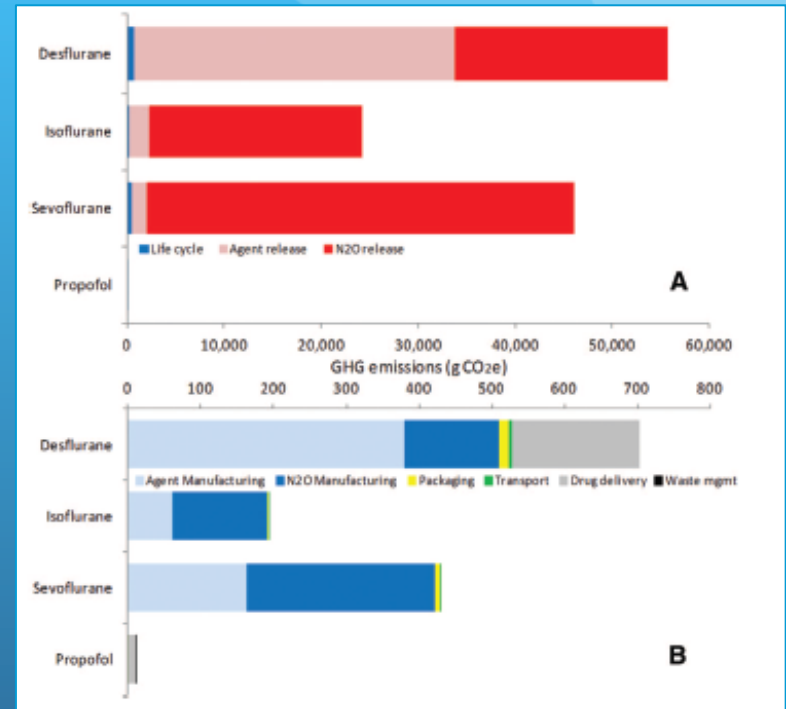 Desflurane
Isoflurane
Sevoflurane
Life cycle Agent release N2O release
Propofol
A
0 10,000 20,000 30,000 40,000 50,000 60,000
GHG emissions (g CO2e)
0 100 200 300 400 500 600 700 800
Desflurane
Agent Manufacturing N2O Manufacturing Packaging Transport Drug delivery Waste mgmt
Isoflurane
Sevoflurane
Propofol
B